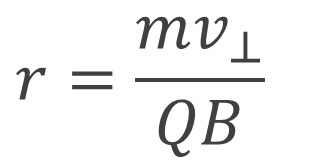 r = mv⊥ / QB